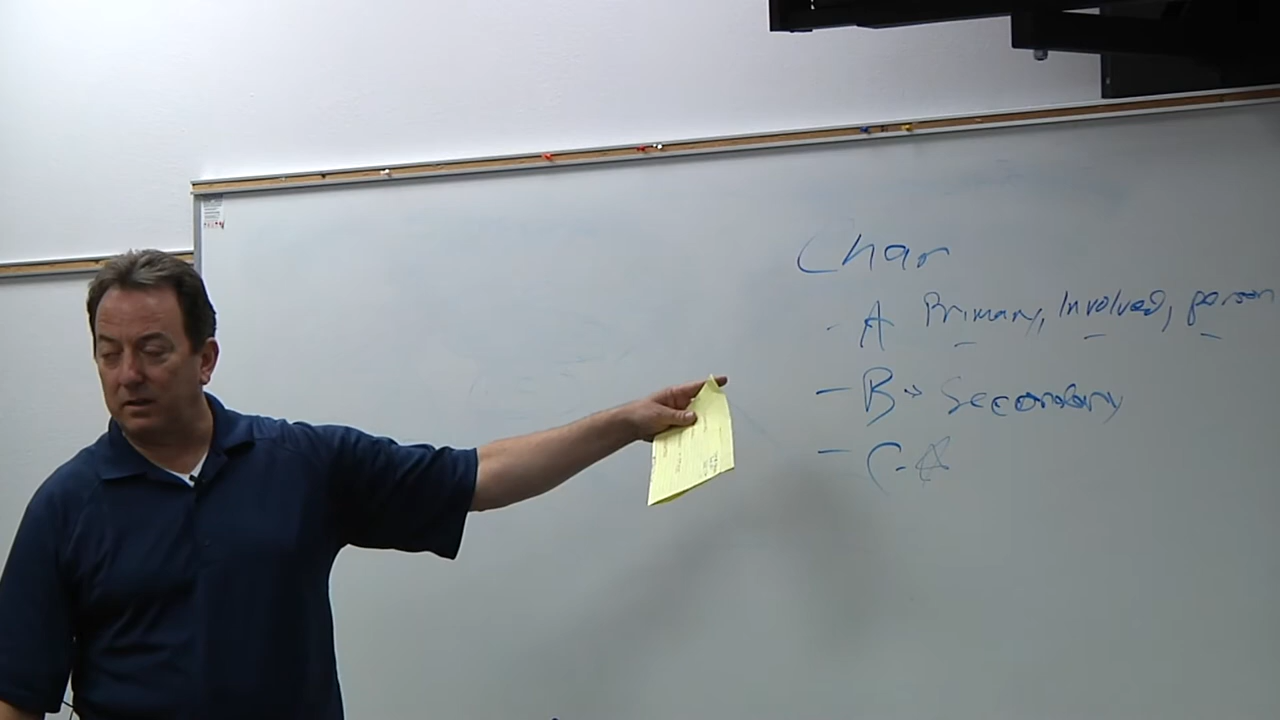 Char
- A Primary, Involved, person
- B → Secondary
- C-A